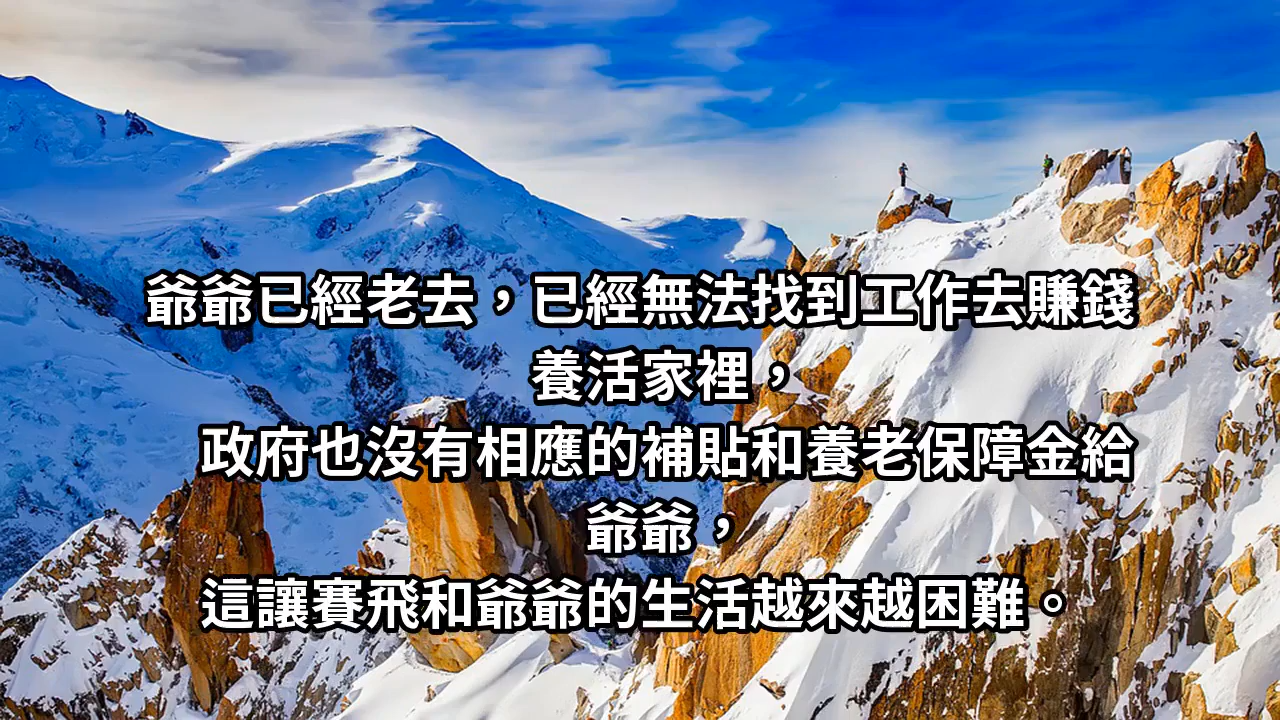 爺爺已經老去，已經無法找到工作去賺錢
養活家裡，
政府也沒有相應的補貼和養老保障金給
爺爺，
這讓賽飛和爺爺的生活越來越困難。